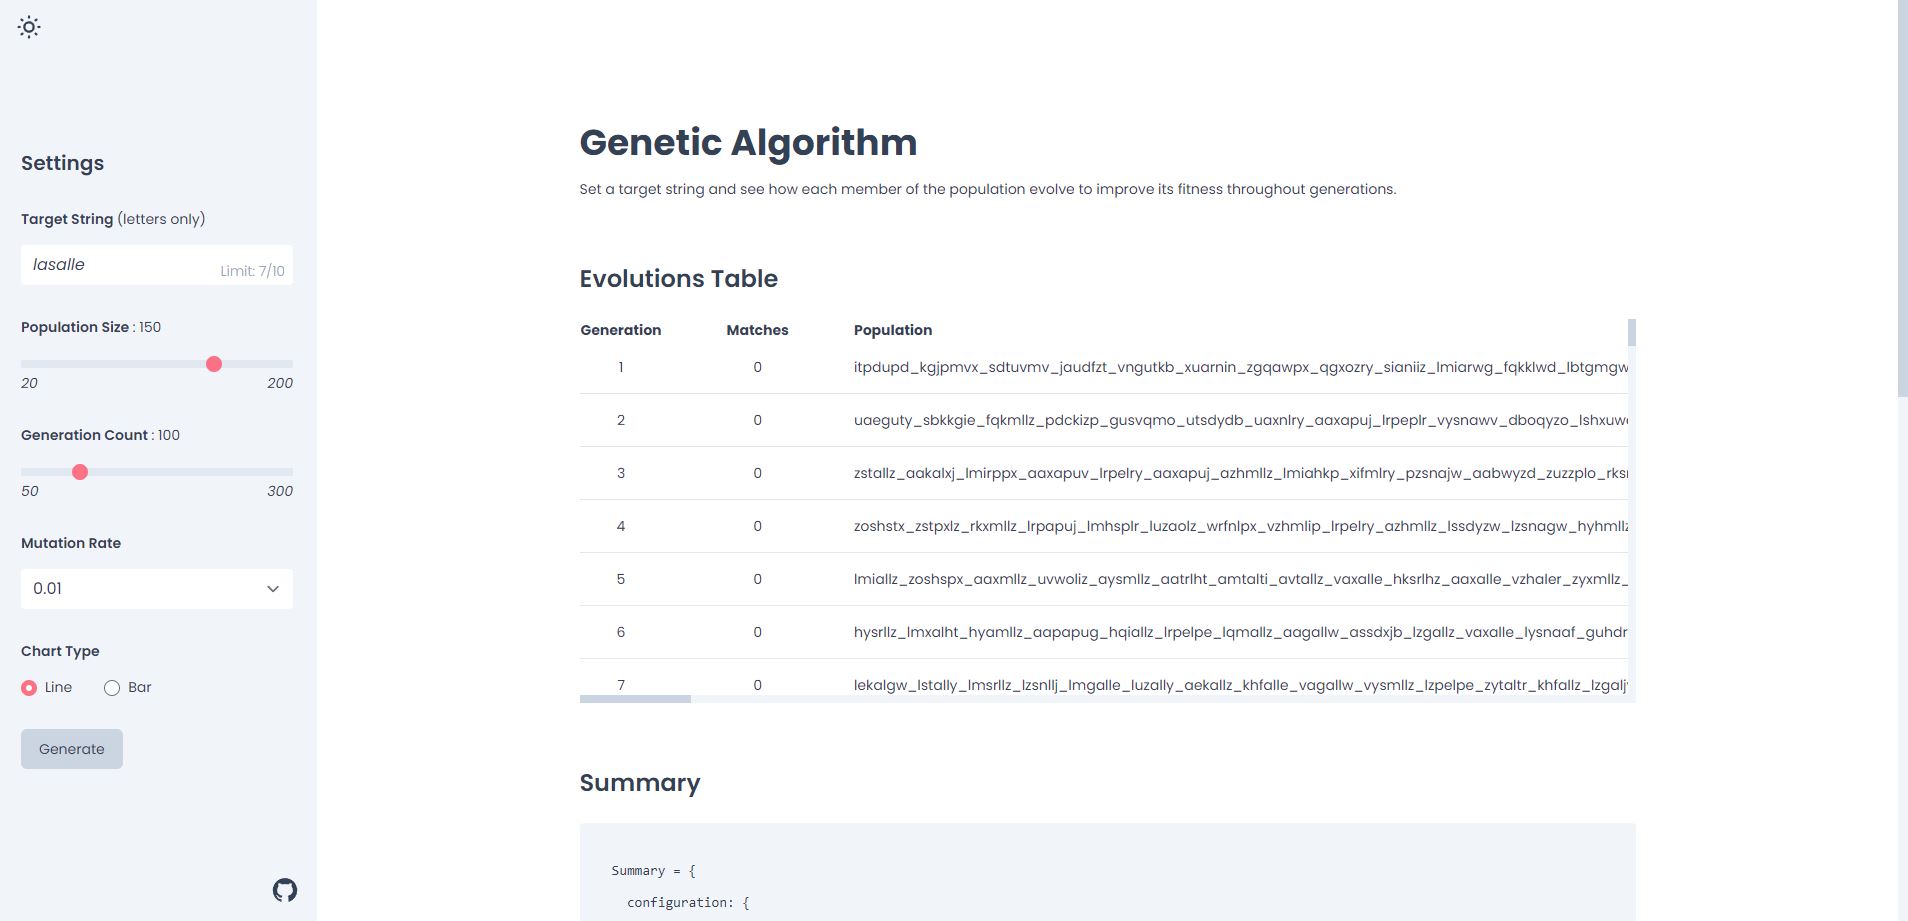 Settings
Target String (letters only)
lasalle
Limit: 7/10
Population Size : 150
20 200
Generation Count : 100
50 300
Mutation Rate
0.01
Chart Type
Line Bar
Generate
Genetic Algorithm
Set a target string and see how each member of the population evolve to improve its fitness throughout generations.
Evolutions Table
Generation Matches Population
1 0 itpdupd_kgjpmvx_sdtuvmv_jaudfzt_vngutkb_xuarnin_zgqawpx_qgxozry_sianiiz_lmiarwg_fqkklwd_lbtgmgw
2 0 uaeguty_sbkkgie_fqkmllz_pdckizp_gusvqmo_utsdydb_uaxnlry_aaxapuj_lrpeplr_vysnawv_dboqyzo_lshxuw
3 0 zstallz_aakalxj_lmirppx_aaxapuv_lrpelry_aaxapuj_azhmllz_lmiahkp_xifmlry_pzsnajw_aabwyzd_zuzzplo_rks
4 0 zoshstx_zstpxlz_rkxmllz_lrpapuj_lmhsplr_luzaolz_wrfnlpx_vzhmlip_lrpelry_azhmllz_lssdyzw_lzsnagw_hyhmllz
5 0 lmiallz_zoshspx_aaxmllz_uvwoliz_aysmllz_aatrlht_amtalti_avtallz_vaxalle_hksrlhz_aaxalle_vzhaler_zyxmllz_
6 0 hysrllz_lmxalht_hyamllz_aapapug_hqiallz_lrpelpe_lqmallz_aagallw_assdxjb_lzgallz_vaxalle_lysnaaf_guhdr
7 0 lekalgw_lstally_lmsrllz_lzsnllj_lmgalle_luzally_aekallz_khfalle_vagallw_vysmllz_lzpelpe_zytaltr_khfallz_lzgalj
Summary
Summary = {
configuration: {